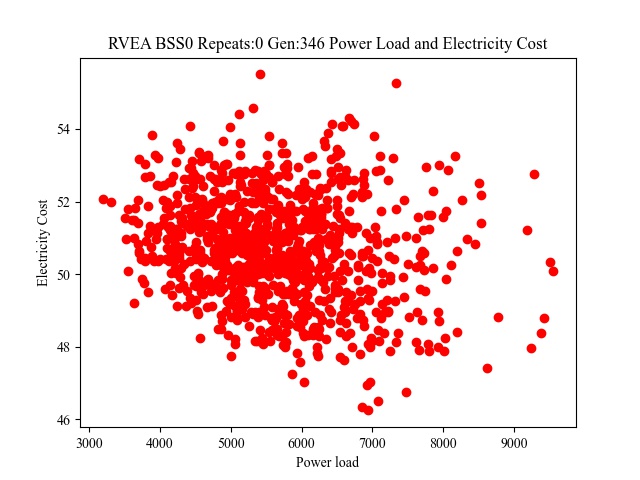 RVEA BSS0 Repeats:0 Gen:346 Power Load and Electricity Cost
Electricity Cost
54
52
50
48
46
3000 4000 5000 6000 7000 8000 9000
Power load